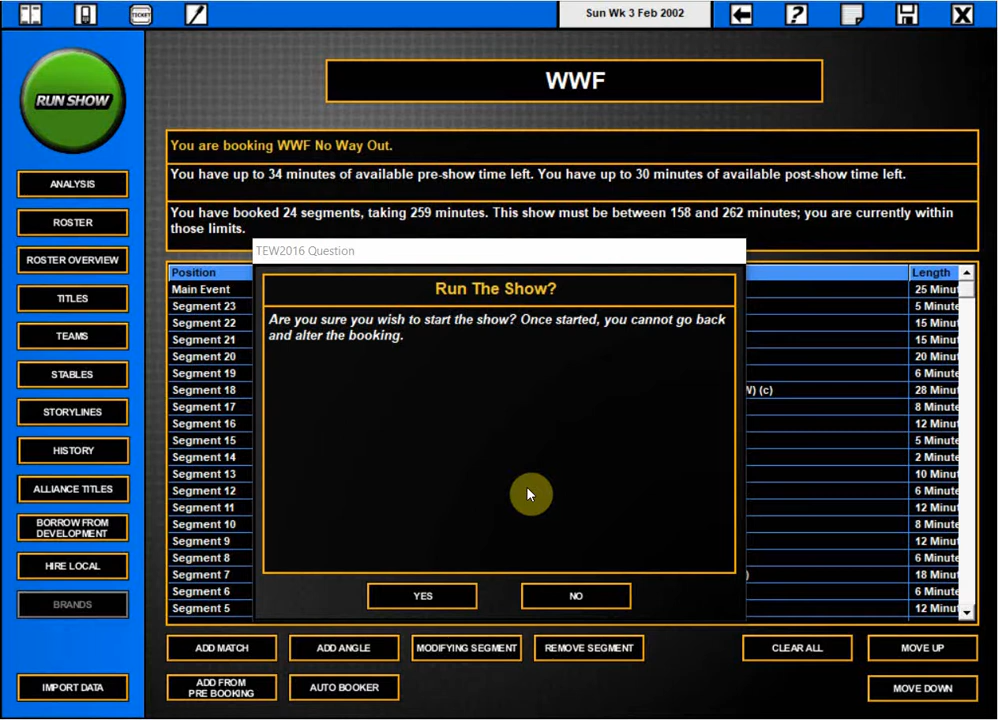 TICKET
Sun Wk 3 Feb 2002
?
X
RUN SHOW
WWF
You are booking WWF No Way Out.
You have up to 34 minutes of available pre-show time left. You have up to 30 minutes of available post-show time left.
You have booked 24 segments, taking 259 minutes. This show must be between 158 and 262 minutes; you are currently within
those limits.
ANALYSIS
ROSTER
ROSTER OVERVIEW
TITLES
TEAMS
STABLES
STORYLINES
HISTORY
ALLIANCE TITLES
BORROW FROM
DEVELOPMENT
HIRE LOCAL
BRANDS
IMPORT DATA
TEW2016 Question
Run The Show?
Are you sure you wish to start the show? Once started, you cannot go back
and alter the booking.
YES
NO
Position Length
Main Event 25 Minut
Segment 23 5 Minute
Segment 22 15 Minut
Segment 21 15 Minut
Segment 20 20 Minut
Segment 19 6 Minute
Segment 18 W) (c) 28 Minut
Segment 17 8 Minute
Segment 16 12 Minut
Segment 15 5 Minute
Segment 14 2 Minute
Segment 13 10 Minut
Segment 12 6 Minute
Segment 11 12 Minut
Segment 10 8 Minute
Segment 9 12 Minut
Segment 8 6 Minute
Segment 7 ) 18 Minut
Segment 6 6 Minute
Segment 5 12 Minut
ADD MATCH
ADD ANGLE
MODIFYING SEGMENT
REMOVE SEGMENT
CLEAR ALL
MOVE UP
ADD FROM
PRE BOOKING
AUTO BOOKER
MOVE DOWN